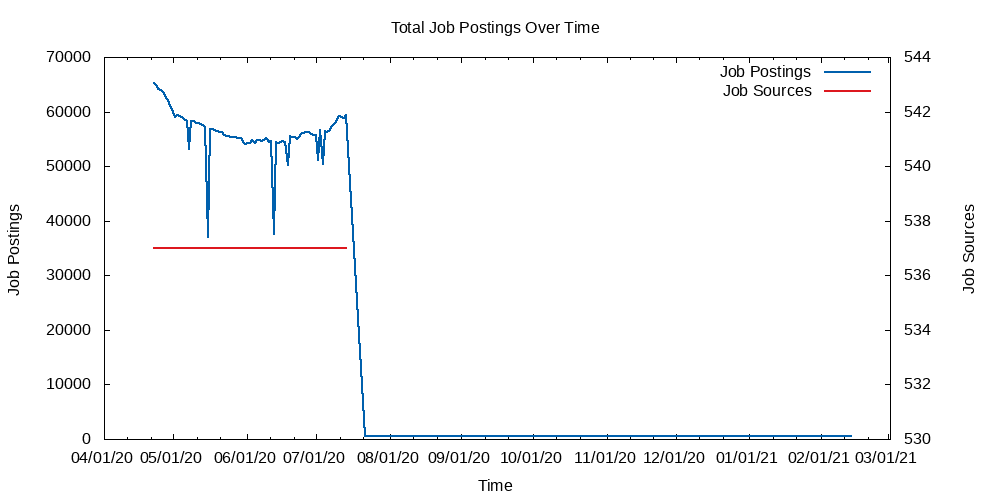 Total Job Postings Over Time
70000
60000
50000
40000
30000
20000
10000
0
544
542
540
538
536
534
532
530
Job Postings
Job Sources
Job Postings
Job Sources
04/01/20 05/01/20 06/01/20 07/01/20 08/01/20 09/01/20 10/01/20 11/01/20 12/01/20 01/01/21 02/01/21 03/01/21
Time